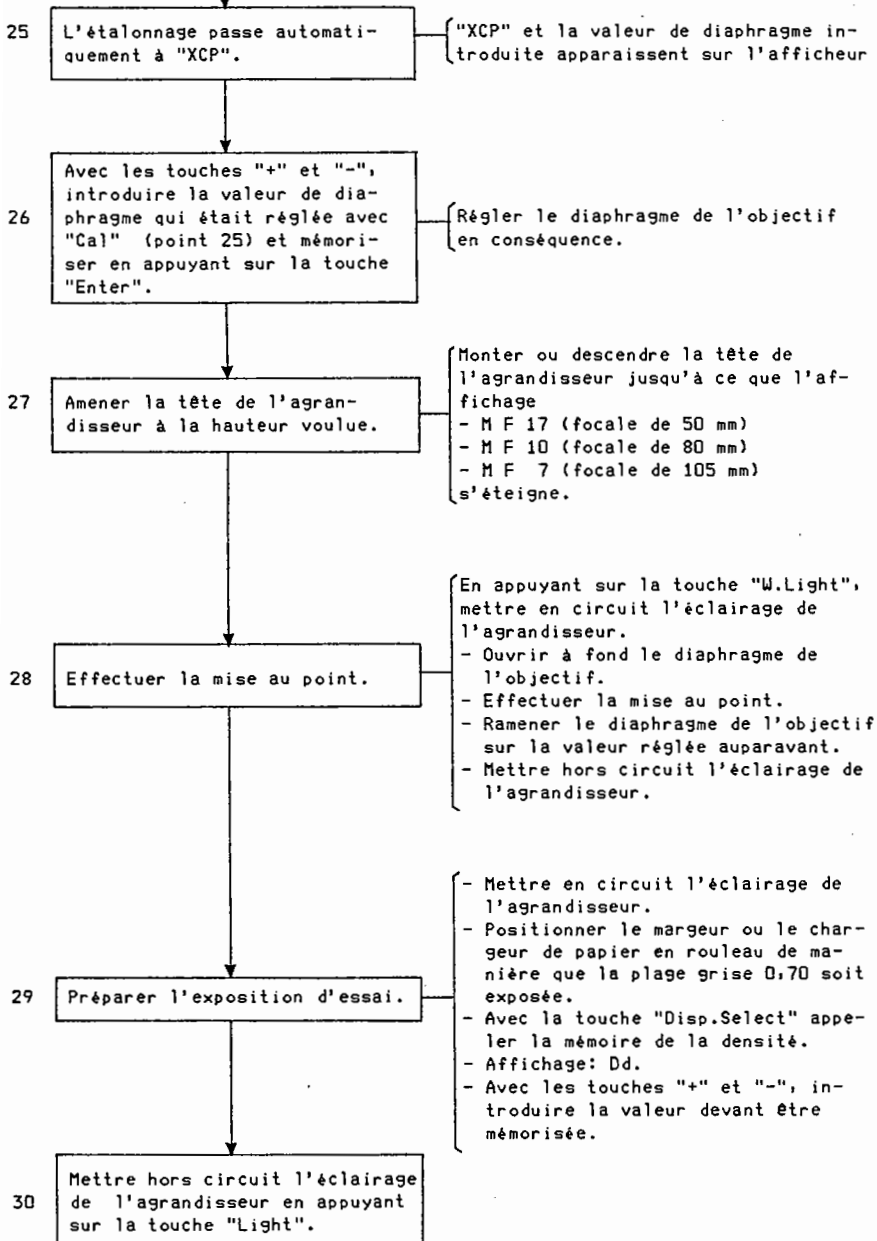 25
L'étalonnage passe automati-
quement à "XCP".
"XCP" et la valeur de diaphragme in-
troduite apparaissent sur l'afficheur
26
Avec les touches "+" et "-",
introduire la valeur de dia-
phragme qui était réglée avec
"Cal" (point 25) et mémori-
ser en appuyant sur la touche
"Enter".
Régler le diaphragme de l'objectif
en conséquence.
27
Amener la tête de l'agran-
disseur à la hauteur voulue.
Monter ou descendre la tête de
l'agrandisseur jusqu'à ce que l'af-
fichage
- M F 17 (focale de 50 mm)
- M F 10 (focale de 80 mm)
- M F 7 (focale de 105 mm)
s'éteigne.
28
Effectuer la mise au point.
En appuyant sur la touche "W.Light",
mettre en circuit l'éclairage de
l'agrandisseur.
- Ouvrir à fond le diaphragme de
l'objectif.
- Effectuer la mise au point.
- Ramener le diaphragme de l'objectif
sur la valeur réglée auparavant.
- Mettre hors circuit l'éclairage de
l'agrandisseur.
29
Préparer l'exposition d'essai.
- Mettre en circuit l'éclairage de
l'agrandisseur.
- Positionner le margeur ou le char-
geur de papier en rouleau de ma-
nière que la plage grise 0,70 soit
exposée.
- Avec la touche "Disp.Select" appe-
ler la mémoire de la densité.
- Affichage: Dd.
- Avec les touches "+" et "-", in-
troduire la valeur devant être
mémorisée.
30
Mettre hors circuit l'éclairage
de l'agrandisseur en appuyant
sur la touche "Light".